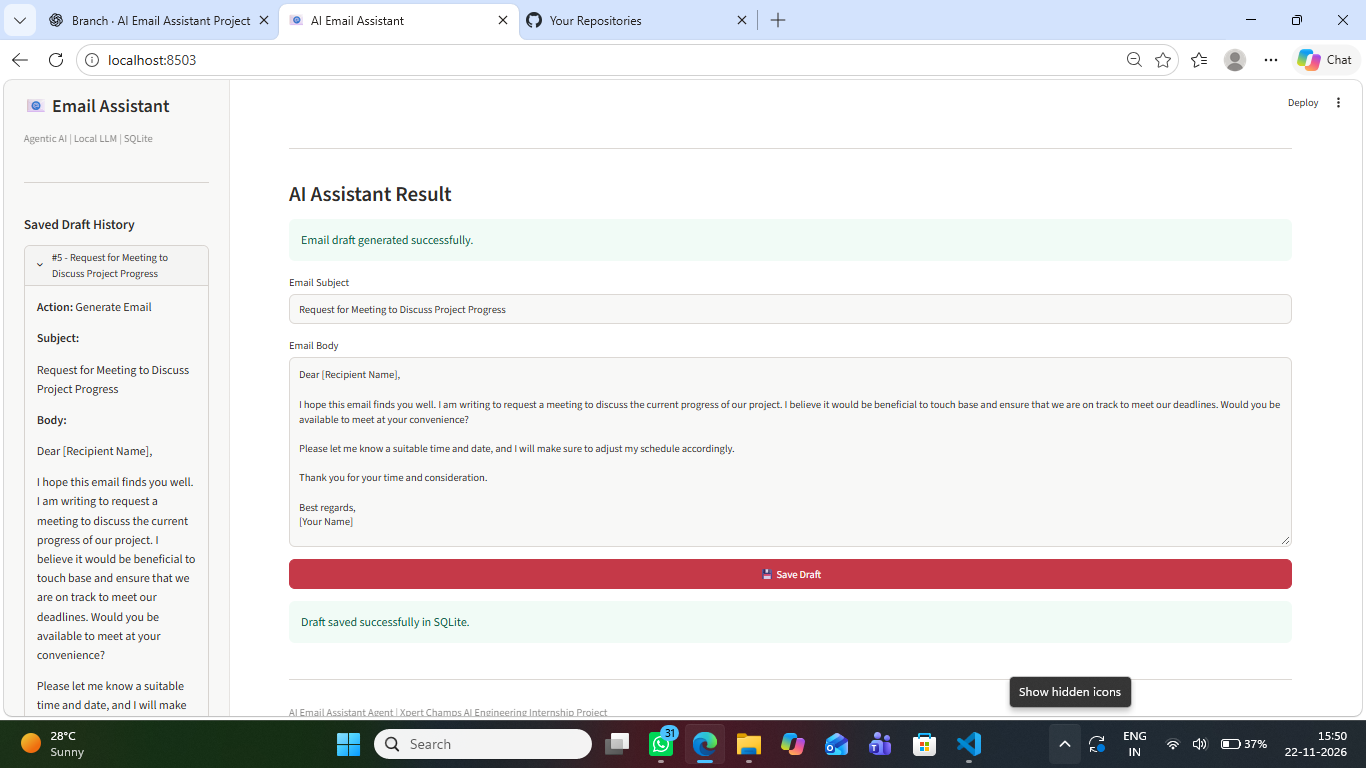 Branch · AI Email Assistant Project
AI Email Assistant
Your Repositories
localhost:8503
Chat
Email Assistant
Agentic AI | Local LLM | SQLite
Saved Draft History
#5 - Request for Meeting to
Discuss Project Progress
Action: Generate Email
Subject:
Request for Meeting to Discuss
Project Progress
Body:
Dear [Recipient Name],
I hope this email finds you well.
I am writing to request a
meeting to discuss the current
progress of our project. I
believe it would be beneficial to
touch base and ensure that we
are on track to meet our
deadlines. Would you be
available to meet at your
convenience?
Please let me know a suitable
time and date, and I will make
Deploy
AI Assistant Result
Email draft generated successfully.
Email Subject
Request for Meeting to Discuss Project Progress
Email Body
Dear [Recipient Name],
I hope this email finds you well. I am writing to request a meeting to discuss the current progress of our project. I believe it would be beneficial to touch base and ensure that we are on track to meet our deadlines. Would you be
available to meet at your convenience?
Please let me know a suitable time and date, and I will make sure to adjust my schedule accordingly.
Thank you for your time and consideration.
Best regards,
[Your Name]
Save Draft
Draft saved successfully in SQLite.
AI Email Assistant Agent | Xpert Champs AI Engineering Internship Project
Show hidden icons
28°C
Sunny
Search
31
ENG
IN
37%
15:50
22-11-2026